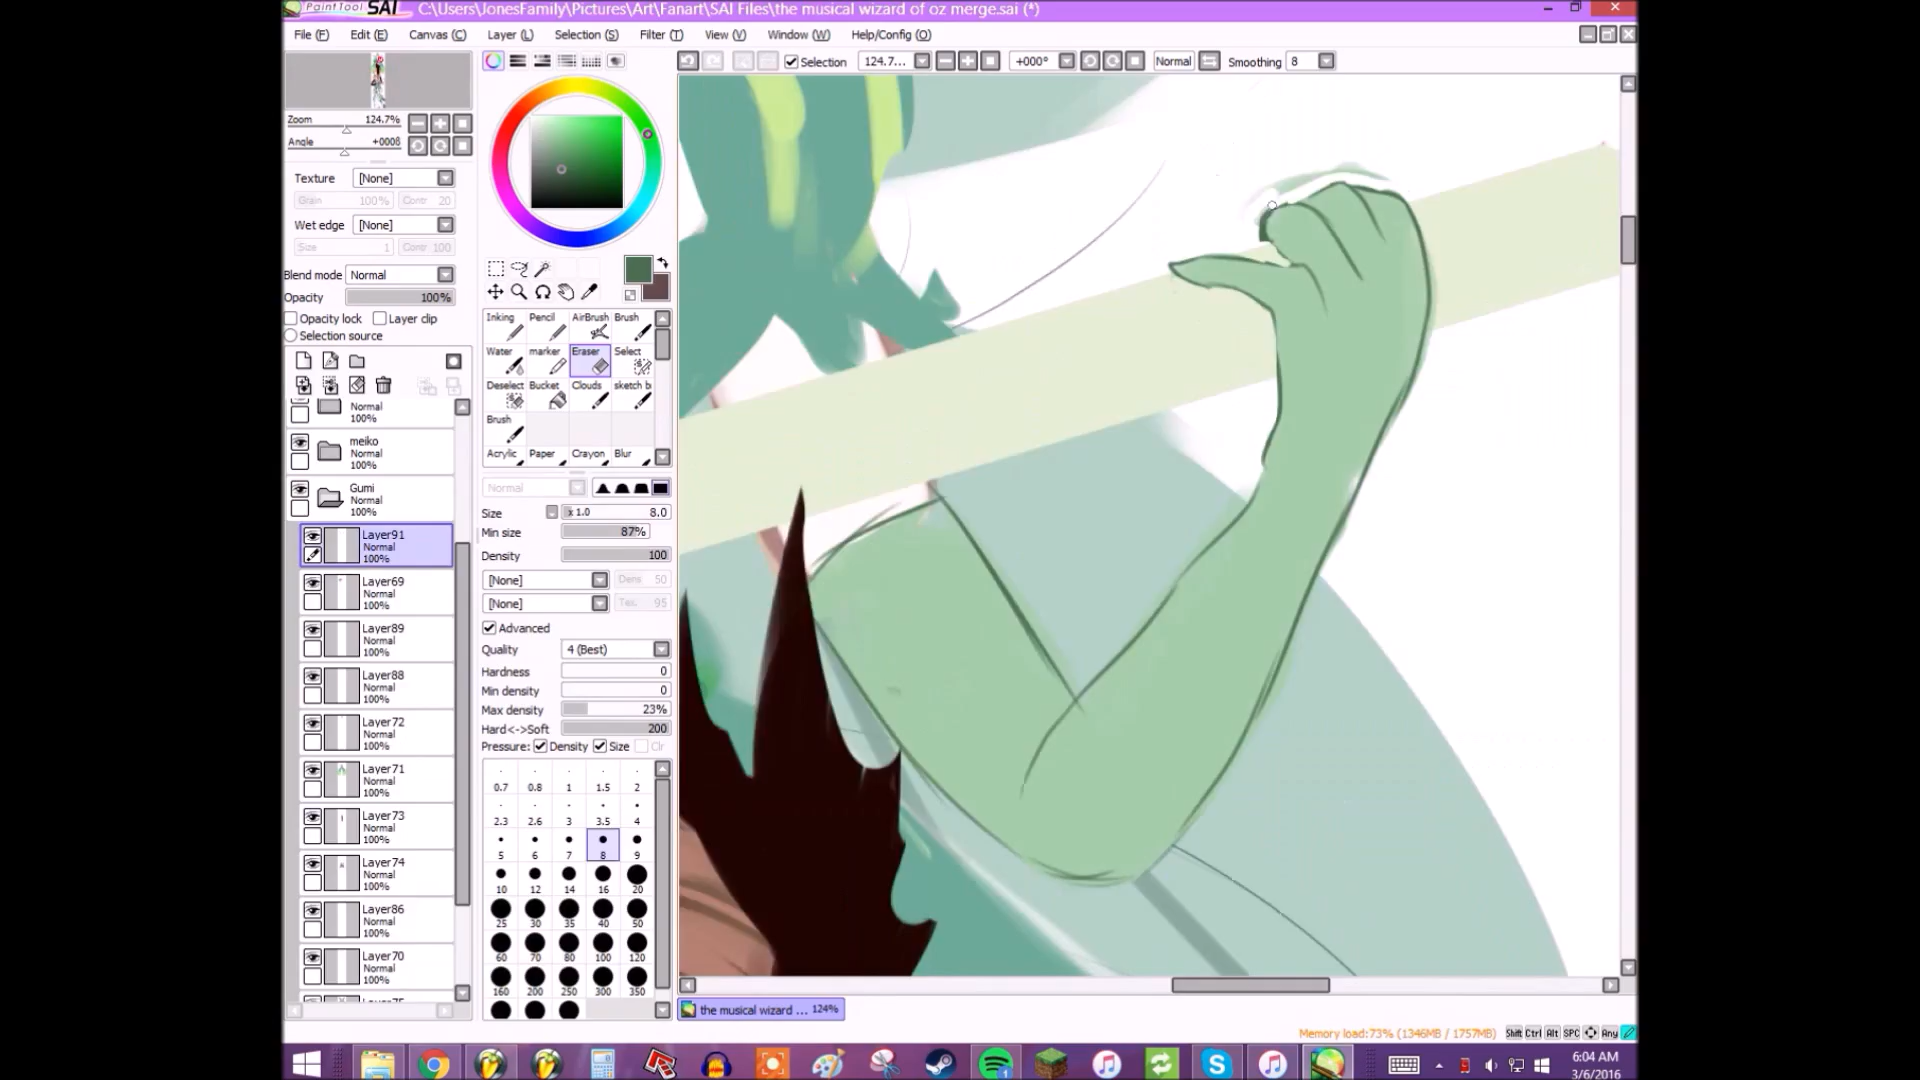 PaintTool SAI C:\Users\JonesFamily\Pictures\Art\Fanart\SAI Files\the musical wizard of oz merge.sai (*)
File (F) Edit (E) Canvas (C) Layer (L) Selection (S) Filter (T) View (V) Window (W) Help/Config (O)
Selection 124.7... +000° Normal Smoothing 8
Zoom 124.7%
Angle +000§
Texture [None]
Grain 100% Contr 20
Wet edge [None]
Size 1 Contr 100
Blend mode Normal
Opacity 100%
Opacity lock Layer clip
Selection source
Normal
100%
meiko
Normal
100%
Gumi
Normal
100%
Layer91
Normal
100%
Layer69
Normal
100%
Layer89
Normal
100%
Layer88
Normal
100%
Layer72
Normal
100%
Layer71
Normal
100%
Layer73
Normal
100%
Layer74
Normal
100%
Layer86
Normal
100%
Layer70
Normal
100%
Inking Pencil AirBrush Brush
Water marker Eraser Select
Deselect Bucket Clouds sketch b
Brush
Acrylic Paper Crayon Blur
Normal
Size x 1.0 8.0
Min size 87%
Density 100
[None] Dens 50
[None] Tex. 95
Advanced
Quality 4 (Best)
Hardness 0
Min density 0
Max density 23%
Hard<->Soft 200
Pressure: Density Size Clr
0.7 0.8 1 1.5 2
2.3 2.6 3 3.5 4
5 6 7 8 9
10 12 14 16 20
25 30 35 40 50
60 70 80 100 120
160 200 250 300 350
the musical wizard ... 124%
Memory load:73% (1346MB / 1757MB) Shift Ctrl Alt SPC Any
6:04 AM
3/6/2016